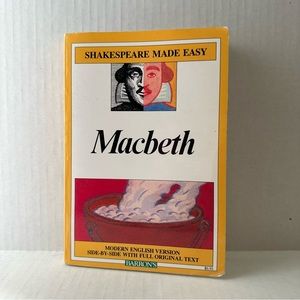 SHAKESPEARE MADE EASY
Macbeth
MODERN ENGLISH VERSION
SIDE-BY-SIDE WITH FULL ORIGINAL TEXT
BARRON'S